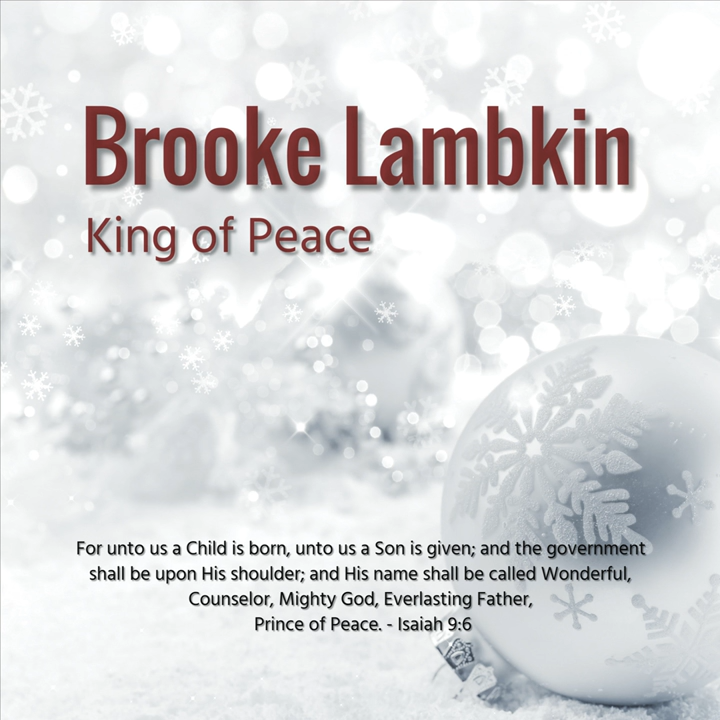 Brooke Lambkin
King of Peace
For unto us a Child is born, unto us a Son is given; and the government
shall be upon His shoulder; and His name shall be called Wonderful,
Counselor, Mighty God, Everlasting Father,
Prince of Peace. - Isaiah 9:6